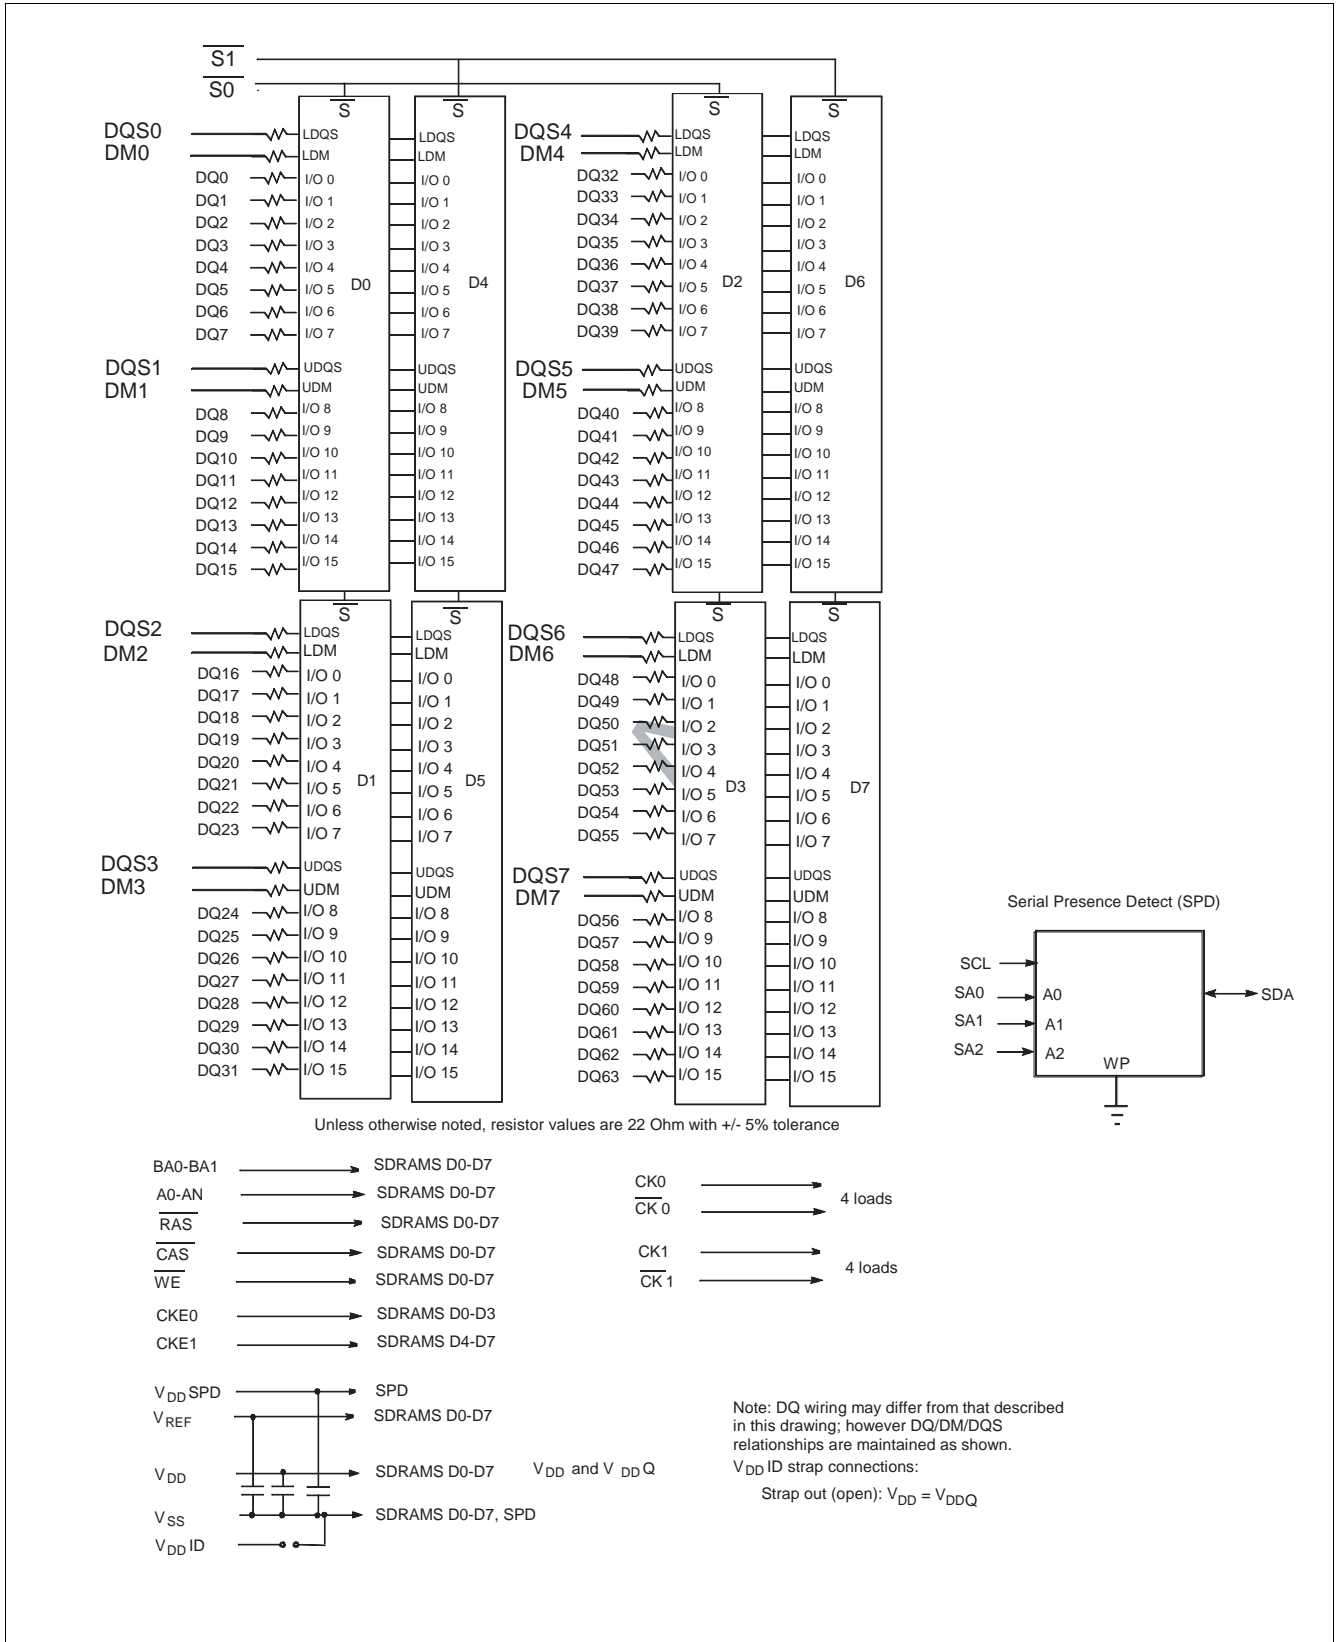 S1
S0
S S S S
DQS0 LDQS LDQS DQS4 LDQS LDQS
DM0 LDM LDM DM4 LDM LDM
DQ0 I/O 0 I/O 0 DQ32 I/O 0 I/O 0
DQ1 I/O 1 I/O 1 DQ33 I/O 1 I/O 1
DQ2 I/O 2 I/O 2 DQ34 I/O 2 I/O 2
DQ3 I/O 3 I/O 3 DQ35 I/O 3 I/O 3
DQ4 I/O 4 I/O 4 DQ36 I/O 4 I/O 4
DQ5 I/O 5 D0 I/O 5 D4 DQ37 I/O 5 D2 I/O 5 D6
DQ6 I/O 6 I/O 6 DQ38 I/O 6 I/O 6
DQ7 I/O 7 I/O 7 DQ39 I/O 7 I/O 7
DQS1 UDQS UDQS DQS5 UDQS UDQS
DM1 UDM UDM DM5 UDM UDM
DQ8 I/O 8 I/O 8 DQ40 I/O 8 I/O 8
DQ9 I/O 9 I/O 9 DQ41 I/O 9 I/O 9
DQ10 I/O 10 I/O 10 DQ42 I/O 10 I/O 10
DQ11 I/O 11 I/O 11 DQ43 I/O 11 I/O 11
DQ12 I/O 12 I/O 12 DQ44 I/O 12 I/O 12
DQ13 I/O 13 I/O 13 DQ45 I/O 13 I/O 13
DQ14 I/O 14 I/O 14 DQ46 I/O 14 I/O 14
DQ15 I/O 15 I/O 15 DQ47 I/O 15 I/O 15
S S S S
DQS2 LDQS LDQS DQS6 LDQS LDQS
DM2 LDM LDM DM6 LDM LDM
DQ16 I/O 0 I/O 0 DQ48 I/O 0 I/O 0
DQ17 I/O 1 I/O 1 DQ49 I/O 1 I/O 1
DQ18 I/O 2 I/O 2 DQ50 I/O 2 I/O 2
DQ19 I/O 3 I/O 3 DQ51 I/O 3 I/O 3
DQ20 I/O 4 I/O 4 DQ52 I/O 4 I/O 4
DQ21 I/O 5 D1 I/O 5 D5 DQ53 I/O 5 D3 I/O 5 D7
DQ22 I/O 6 I/O 6 DQ54 I/O 6 I/O 6
DQ23 I/O 7 I/O 7 DQ55 I/O 7 I/O 7
DQS3 UDQS UDQS DQS7 UDQS UDQS
DM3 UDM UDM DM7 UDM UDM
DQ24 I/O 8 I/O 8 DQ56 I/O 8 I/O 8
DQ25 I/O 9 I/O 9 DQ57 I/O 9 I/O 9
DQ26 I/O 10 I/O 10 DQ58 I/O 10 I/O 10
DQ27 I/O 11 I/O 11 DQ59 I/O 11 I/O 11
DQ28 I/O 12 I/O 12 DQ60 I/O 12 I/O 12
DQ29 I/O 13 I/O 13 DQ61 I/O 13 I/O 13
DQ30 I/O 14 I/O 14 DQ62 I/O 14 I/O 14
DQ31 I/O 15 I/O 15 DQ63 I/O 15 I/O 15
Serial Presence Detect (SPD)
SCL
SA0 A0 SDA
SA1 A1
SA2 A2
WP
Unless otherwise noted, resistor values are 22 Ohm with +/- 5% tolerance
BA0-BA1 SDRAMS D0-D7
A0-AN SDRAMS D0-D7
RAS SDRAMS D0-D7
CAS SDRAMS D0-D7
WE SDRAMS D0-D7
CKE0 SDRAMS D0-D3
CKE1 SDRAMS D4-D7
CK0
CK 0
4 loads
CK1
CK 1
4 loads
VDD SPD SPD
VREF SDRAMS D0-D7
VDD SDRAMS D0-D7 VDD and VDDQ
VSS SDRAMS D0-D7, SPD
VDD ID
Note: DQ wiring may differ from that described
in this drawing; however DQ/DM/DQS
relationships are maintained as shown.
VDD ID strap connections:
Strap out (open): VDD = VDDQ